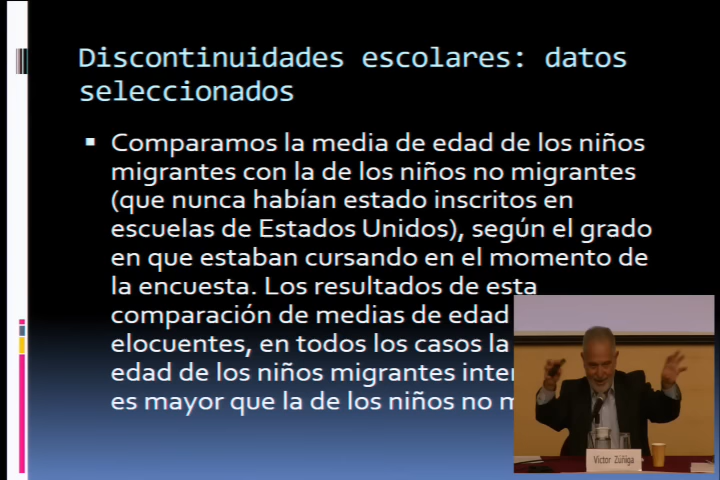 Discontinuidades escolares: datos
seleccionados
Comparamos la media de edad de los niños
migrantes con la de los niños no migrantes
(que nunca habían estado inscritos en
escuelas de Estados Unidos), según el grado
en que estaban cursando en el momento de
la encuesta. Los resultados de esta
comparación de medias de edad
elocuentes, en todos los casos la
edad de los niños migrantes inter
es mayor que la de los niños no m
Víctor Zúñiga